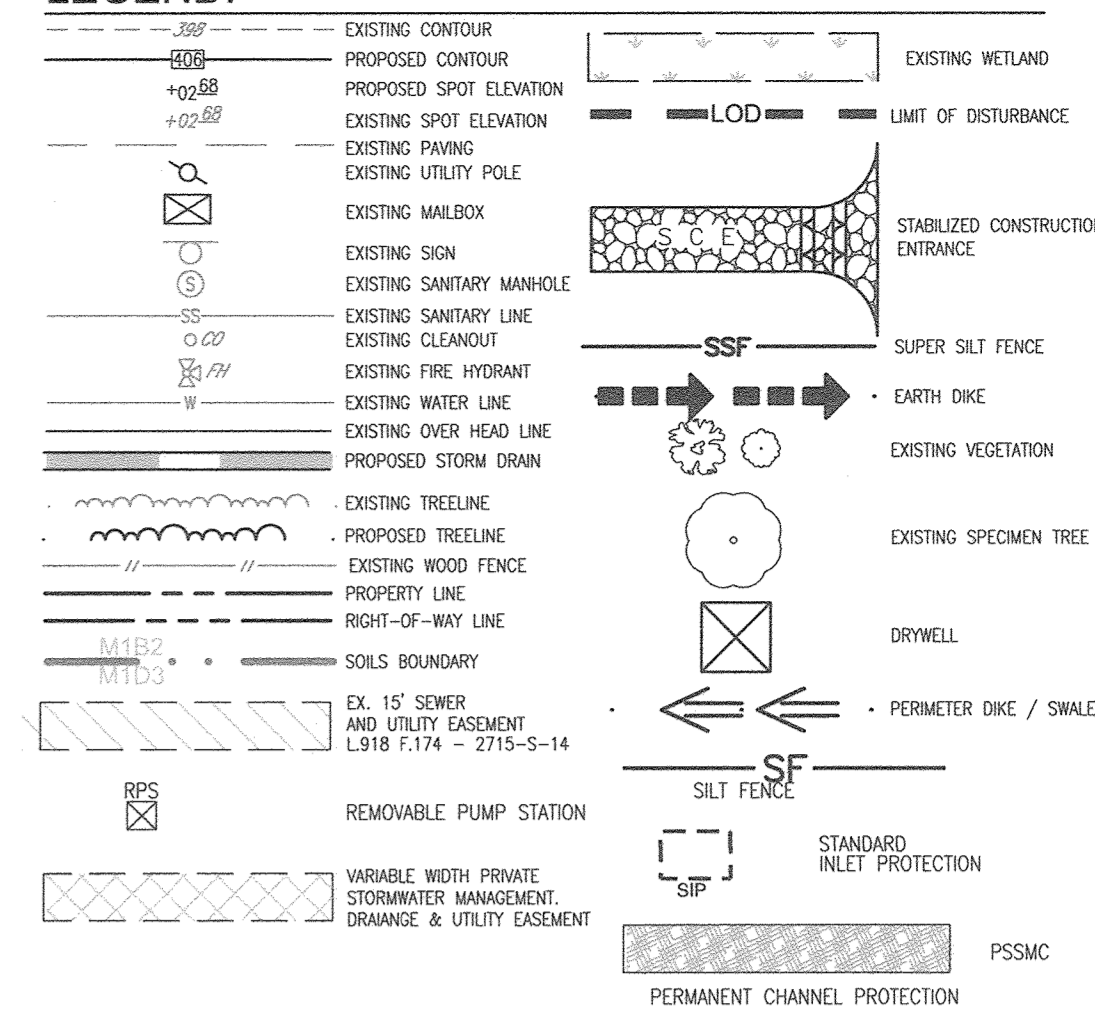 398 EXISTING CONTOUR
406 PROPOSED CONTOUR
+02 68 PROPOSED SPOT ELEVATION
+02 68 EXISTING SPOT ELEVATION
EXISTING PAVING
EXISTING UTILITY POLE
EXISTING MAILBOX
EXISTING SIGN
S EXISTING SANITARY MANHOLE
SS EXISTING SANITARY LINE
CO EXISTING CLEANOUT
FH EXISTING FIRE HYDRANT
W EXISTING WATER LINE
EXISTING OVER HEAD LINE
PROPOSED STORM DRAIN
EXISTING TREELINE
PROPOSED TREELINE
EXISTING WOOD FENCE
PROPERTY LINE
RIGHT-OF-WAY LINE
M1B2
M1D3
SOILS BOUNDARY
EX. 15' SEWER
AND UTILITY EASEMENT
L.918 F.174 - 2715-S-14
RPS
REMOVABLE PUMP STATION
VARIABLE WIDTH PRIVATE
STORMWATER MANAGEMENT.
DRAIANGE & UTILITY EASEMENT
EXISTING WETLAND
LOD LIMIT OF DISTURBANCE
SCE
STABILIZED CONSTRUCTION
ENTRANCE
SSF SUPER SILT FENCE
EARTH DIKE
EXISTING VEGETATION
EXISTING SPECIMEN TREE
DRYWELL
PERIMETER DIKE / SWALE
SF
SILT FENCE
STANDARD
INLET PROTECTION
SIP
PSSMC
PERMANENT CHANNEL PROTECTION